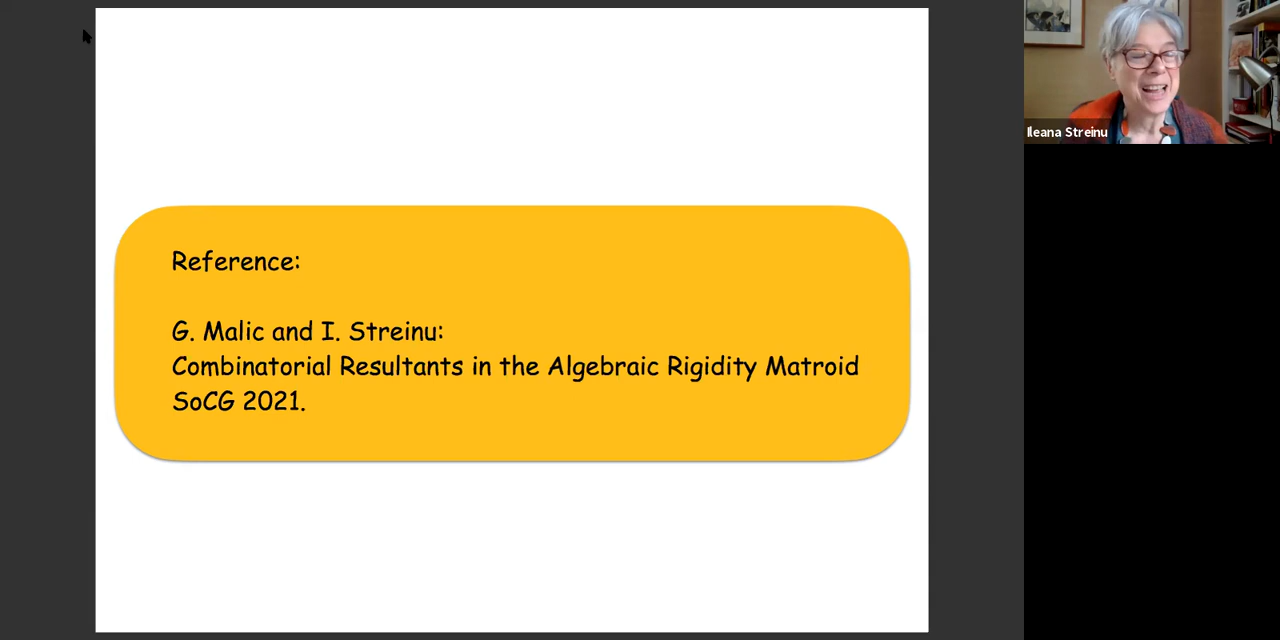 Reference:
G. Malic and I. Streinu:
Combinatorial Resultants in the Algebraic Rigidity Matroid
SoCG 2021.
Ileana Streinu